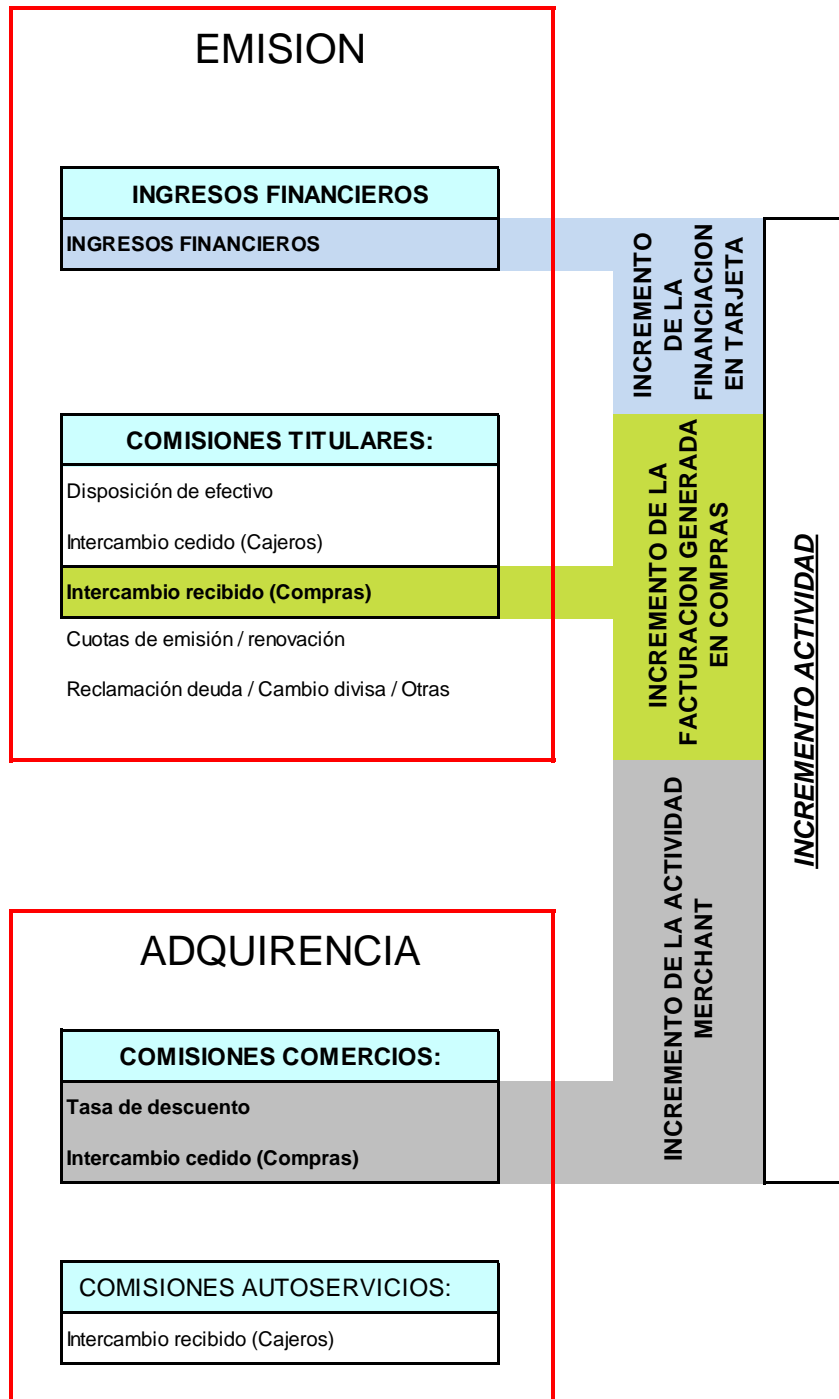 EMISION
INGRESOS FINANCIEROS
INGRESOS FINANCIEROS
COMISIONES TITULARES:
Disposición de efectivo
Intercambio cedido (Cajeros)
Intercambio recibido (Compras)
Cuotas de emisión / renovación
Reclamación deuda / Cambio divisa / Otras
INCREMENTO
DE LA
FINANCIACION
EN TARJETA
INCREMENTO DE LA
FACTURACION GENERADA
EN COMPRAS
INCREMENTO DE LA ACTIVIDAD
MERCHANT
INCREMENTO ACTIVIDAD
ADQUIRENCIA
COMISIONES COMERCIOS:
Tasa de descuento
Intercambio cedido (Compras)
COMISIONES AUTOSERVICIOS:
Intercambio recibido (Cajeros)